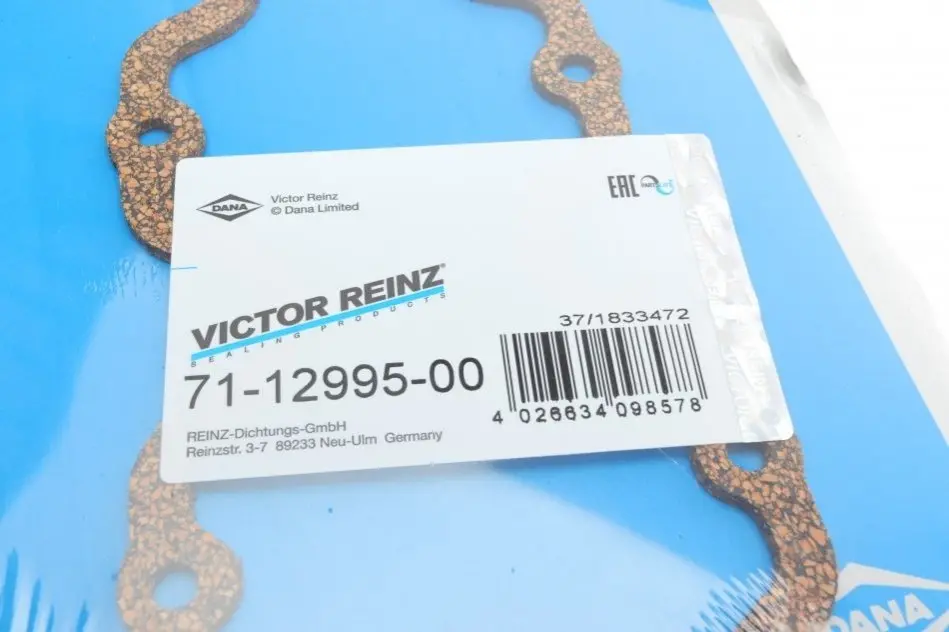 DANA
Victor Reinz
© Dana Limited
EAC
VICTOR REINZ®
SEALING PRODUCTS
71-12995-00
37/1833472
4 026634 098578
REINZ-Dichtungs-GmbH
Reinzstr. 3-7 89233 Neu-Ulm Germany
DANA